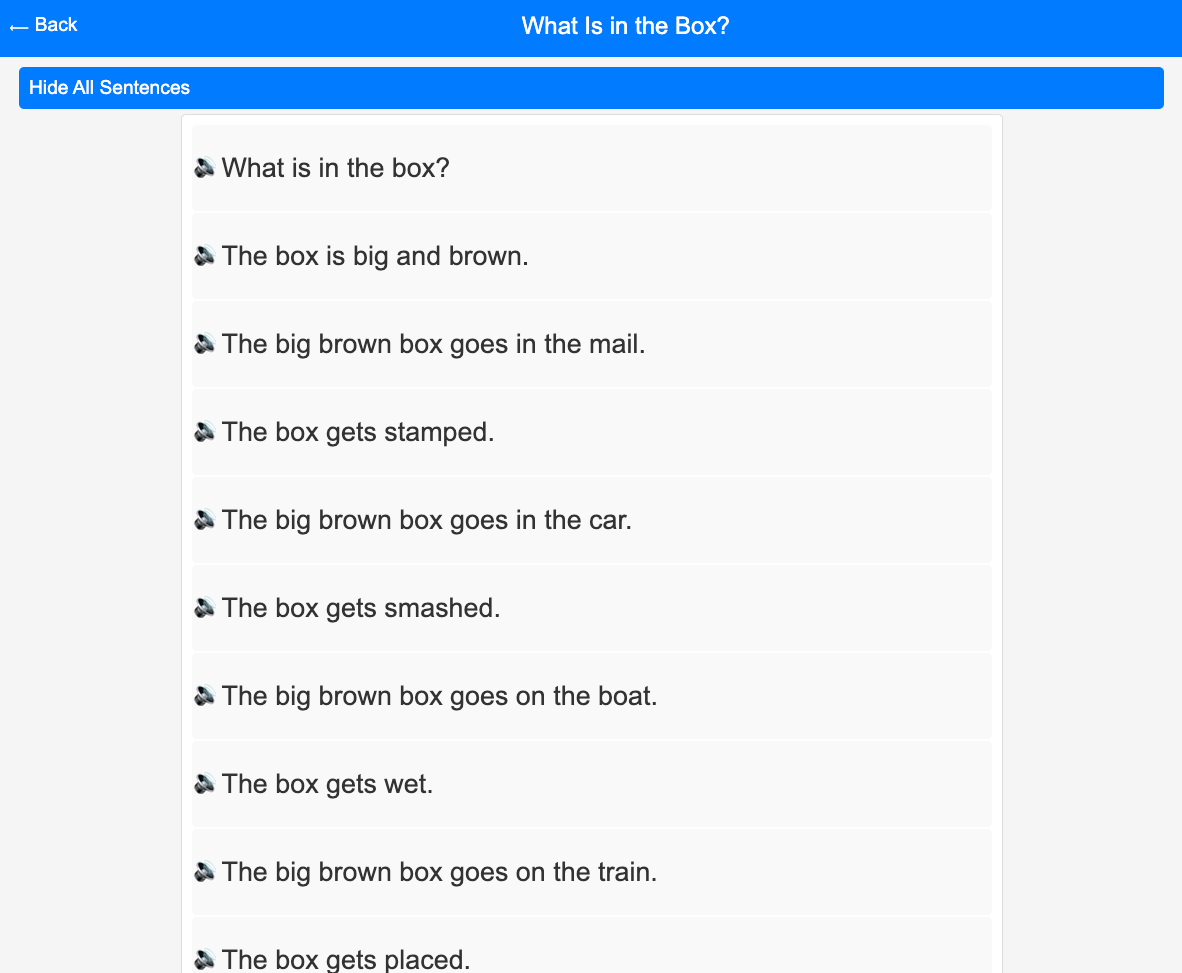 ← Back
What Is in the Box?
Hide All Sentences
What is in the box?
The box is big and brown.
The big brown box goes in the mail.
The box gets stamped.
The big brown box goes in the car.
The box gets smashed.
The big brown box goes on the boat.
The box gets wet.
The big brown box goes on the train.
The box gets placed.